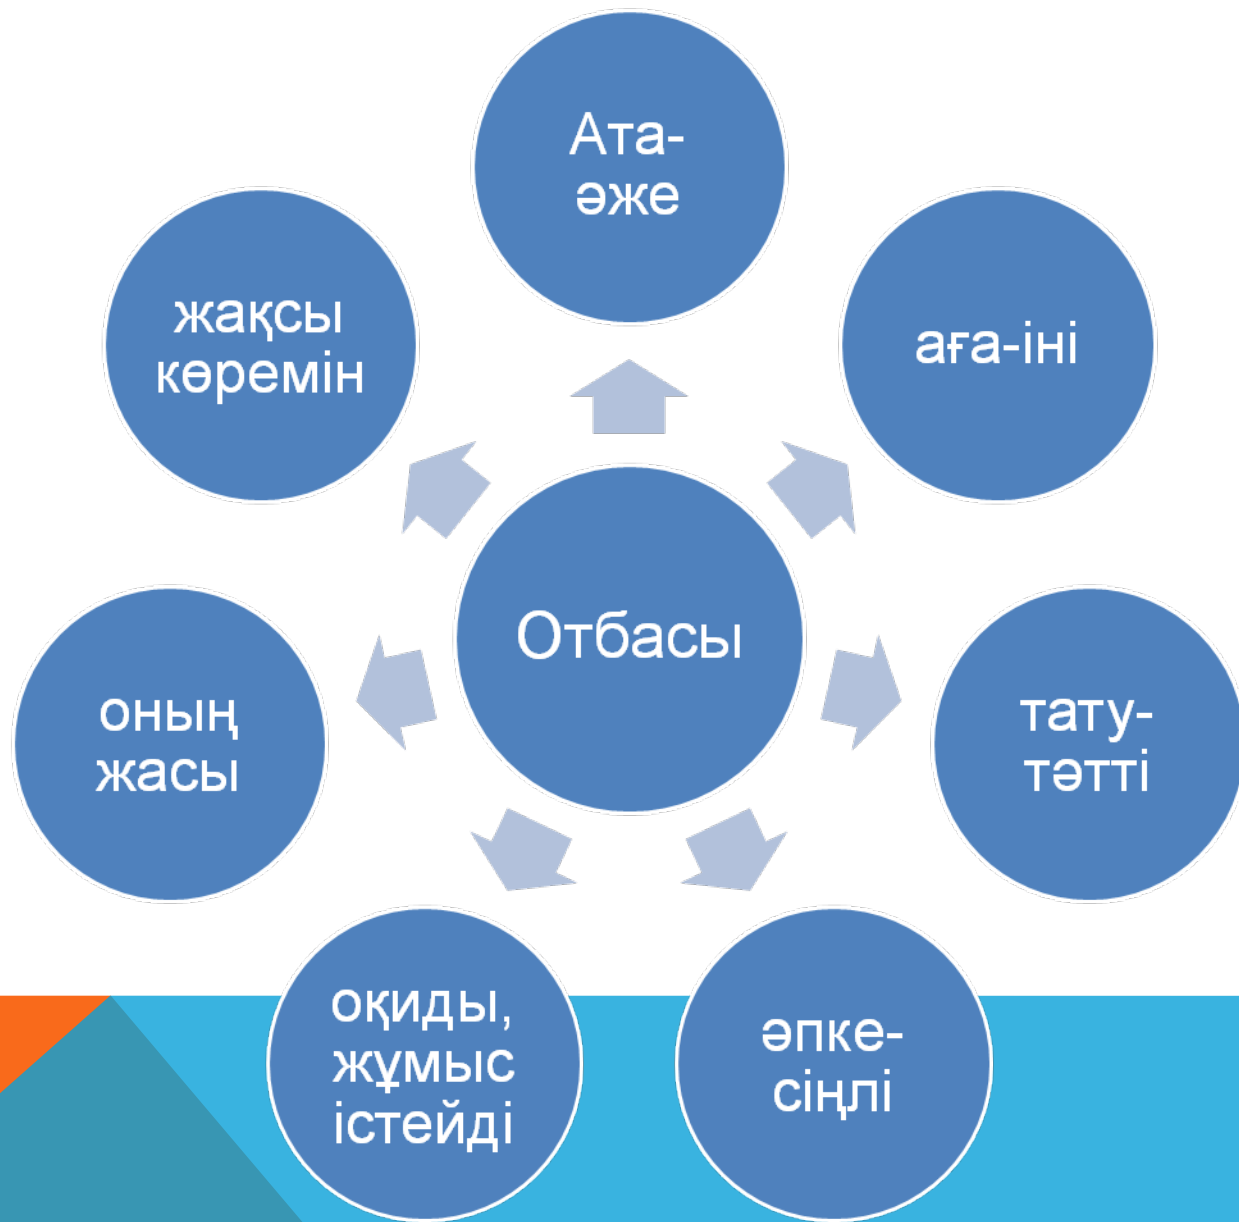 Ата-
әже
жақсы
көремін
аға-іні
Отбасы
оның
жасы
тату-
тәтті
оқиды,
жұмыс
істейді
әпке-
сіңлі